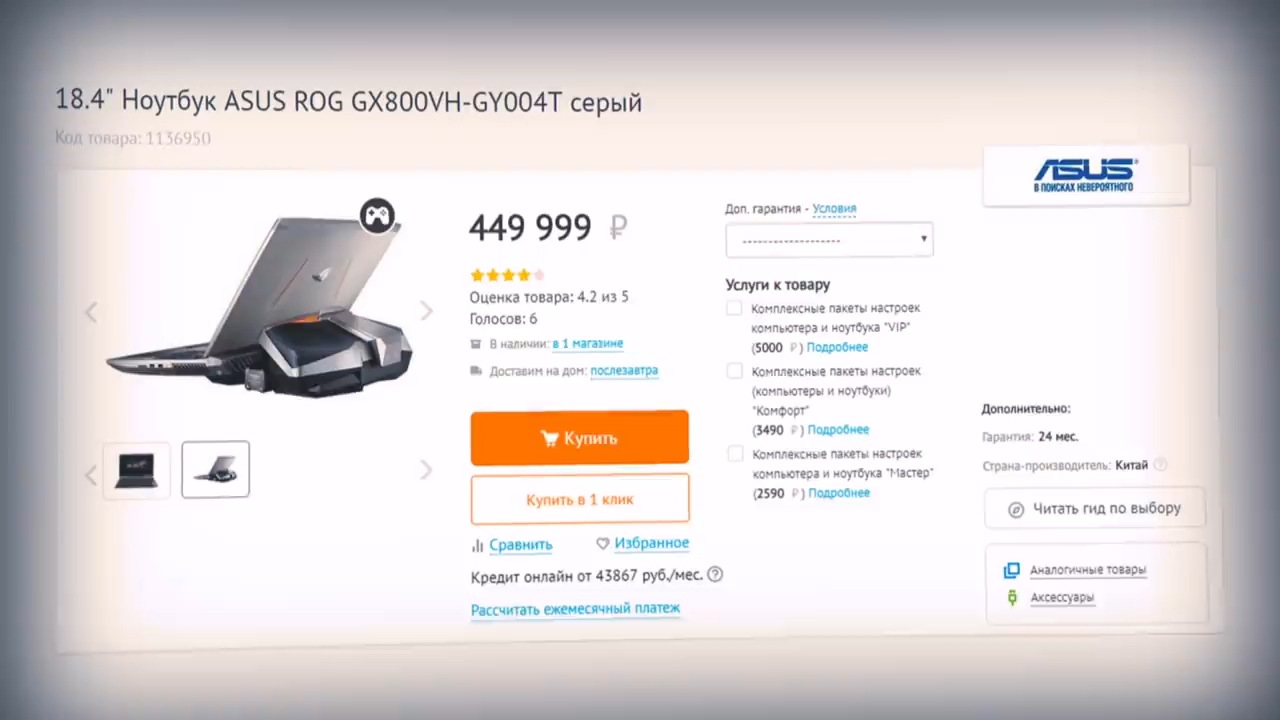 18.4" Ноутбук ASUS ROG GX800VH-GY004T серый
Код товара: 1136950
ASUS
В ПОИСКАХ НЕВЕРОЯТНОГО
449 999 ₽
Оценка товара: 4.2 из 5
Голосов: 6
В наличии: в 1 магазине
Доставим на дом: послезавтра
Купить
Купить в 1 клик
Сравнить
Избранное
Кредит онлайн от 43867 руб./мес. ?
Рассчитать ежемесячный платеж
Доп. гарантия - Условия
--------------------
Услуги к товару
Комплексные пакеты настроек
компьютера и ноутбука "VIP"
(5000 ₽) Подробнее
Комплексные пакеты настроек
(компьютеры и ноутбуки)
"Комфорт"
(3490 ₽) Подробнее
Комплексные пакеты настроек
компьютера и ноутбука "Мастер"
(2590 ₽) Подробнее
Дополнительно:
Гарантия: 24 мес.
Страна-производитель: Китай ?
Читать гид по выбору
Аналогичные товары
Аксессуары